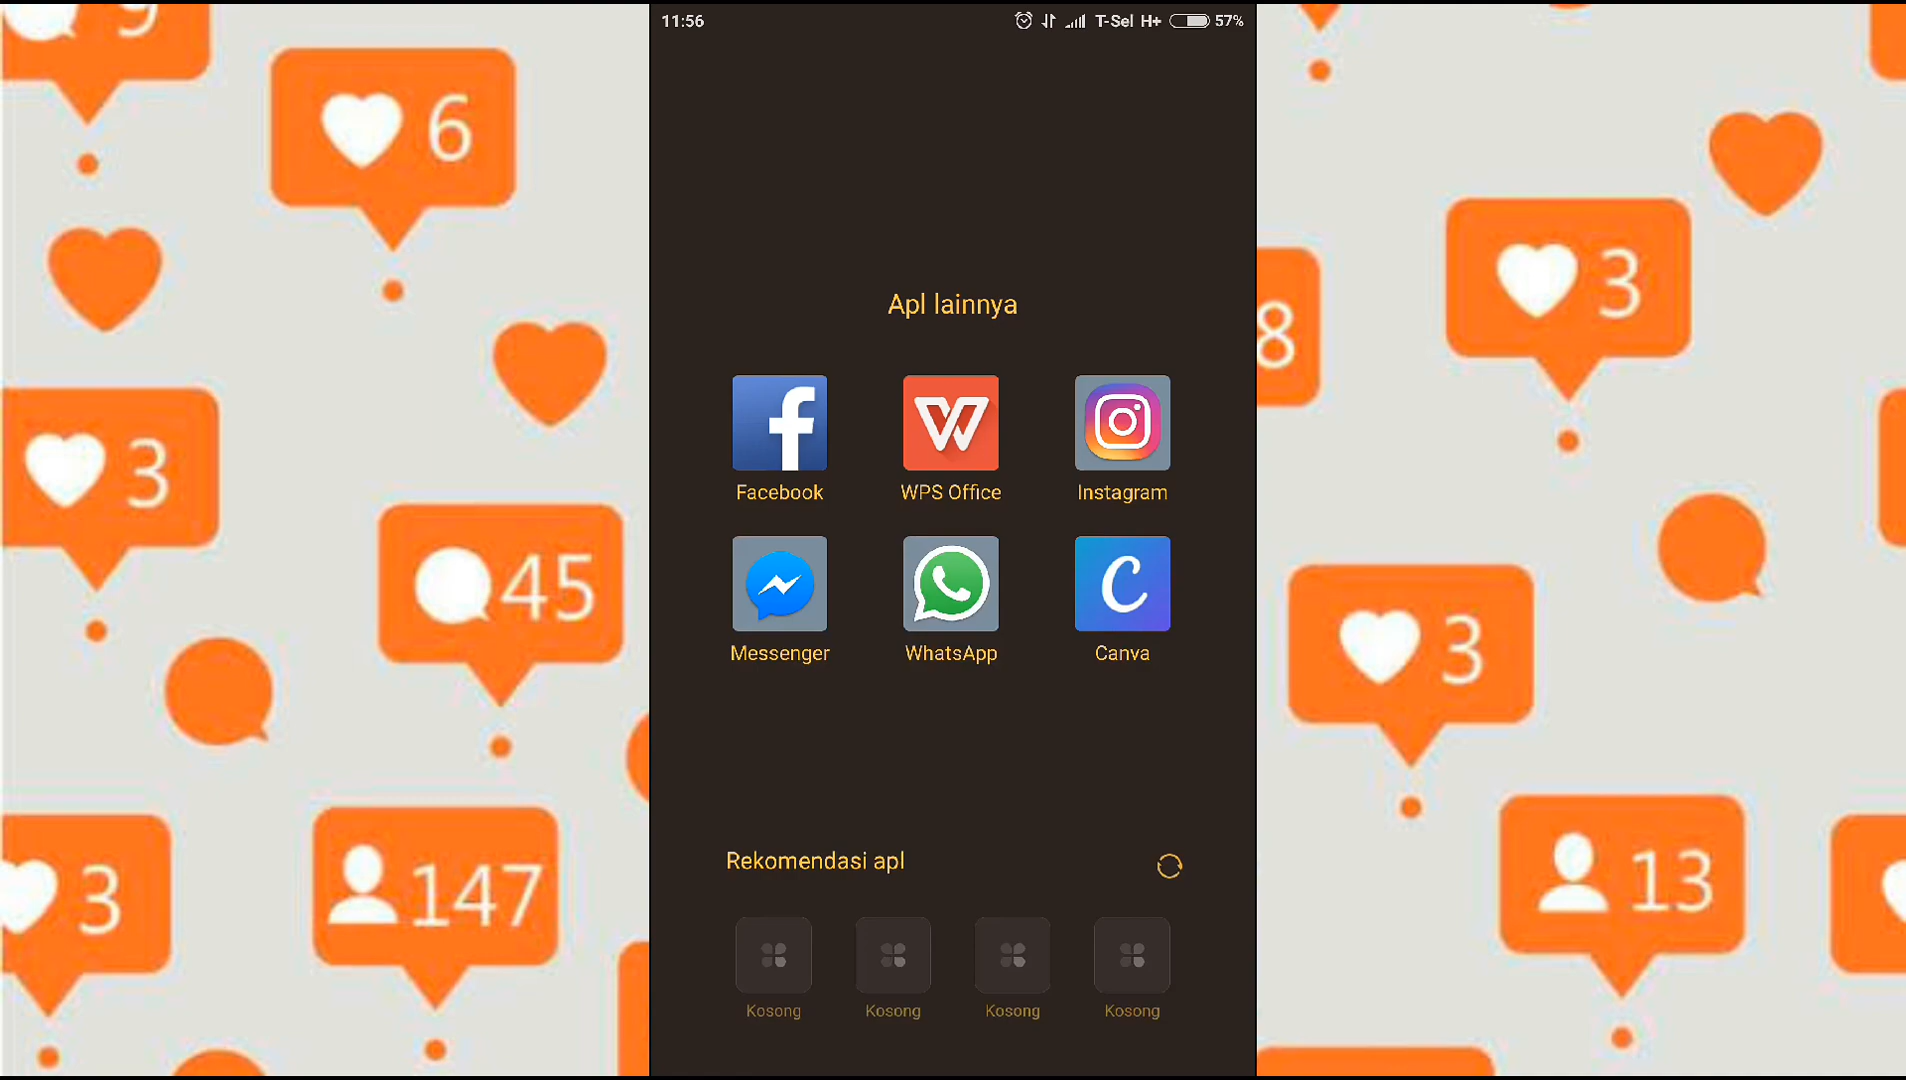 9
6
3
45
3
147
11:56
T-Sel H+ 57%
Apl lainnya
Facebook
WPS Office
Instagram
Messenger
WhatsApp
Canva
Rekomendasi apl
Kosong
Kosong
Kosong
Kosong
3
8
3
13